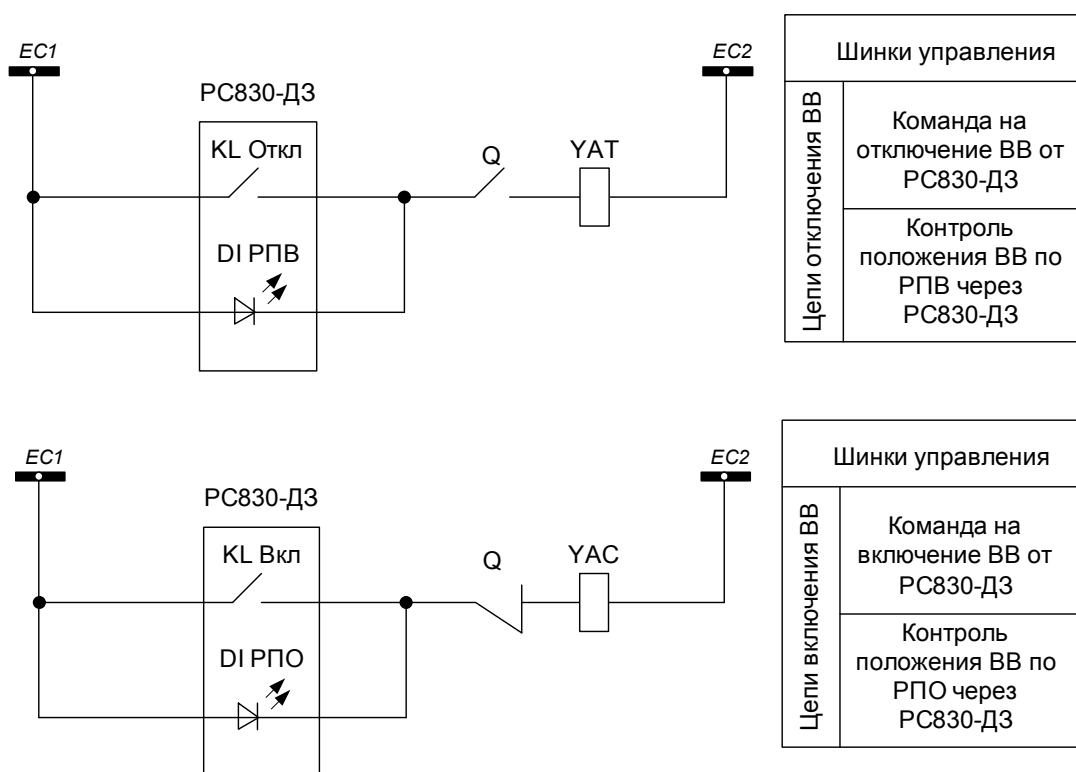 EC1
EC2
РС830-ДЗ
KL Откл
Q
YAT
DI РПВ
Шинки управления
Цепи отключения ВВ
Команда на
отключение ВВ от
РС830-ДЗ
Контроль
положения ВВ по
РПВ через
РС830-ДЗ
EC1
EC2
РС830-ДЗ
KL Вкл
Q
YAC
DI РПО
Шинки управления
Цепи включения ВВ
Команда на
включение ВВ от
РС830-ДЗ
Контроль
положения ВВ по
РПО через
РС830-ДЗ